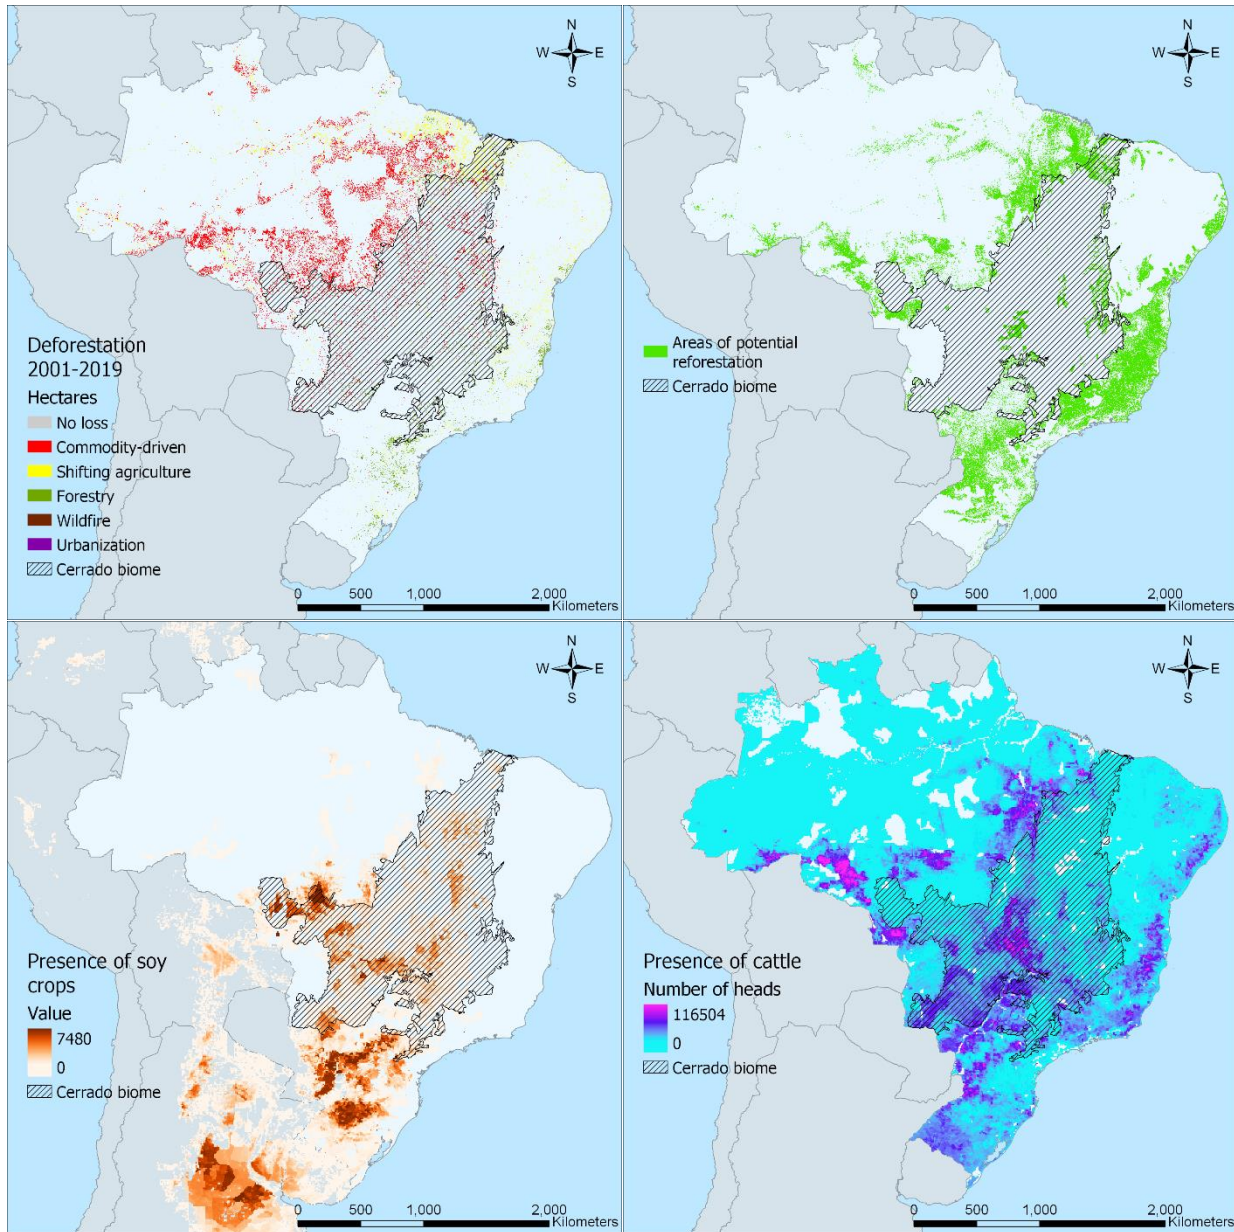 N
W E
S
Deforestation
2001-2019
Hectares
No loss
Commodity-driven
Shifting agriculture
Forestry
Wildfire
Urbanization
Cerrado biome
0 500 1,000 2,000
Kilometers
N
W E
S
Areas of potential
reforestation
Cerrado biome
0 500 1,000 2,000
Kilometers
N
W E
S
Presence of soy
crops
Value
7480
0
Cerrado biome
0 500 1,000 2,000
Kilometers
N
W E
S
Presence of cattle
Number of heads
116504
0
Cerrado biome
0 500 1,000 2,000
Kilometers